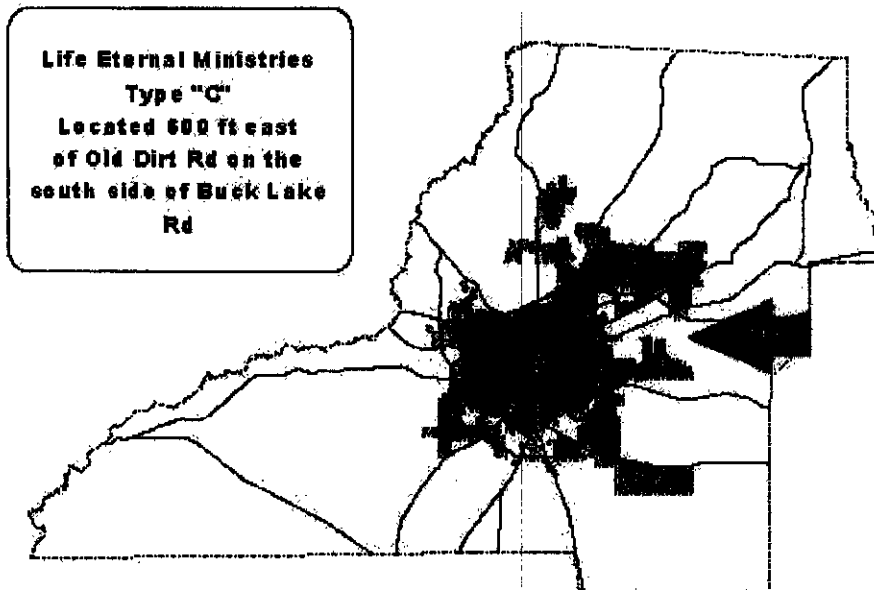 Life Eternal Ministries
Type "C"
Located 600 ft east
of Old Dirt Rd on the
south side of Buck Lake
Rd